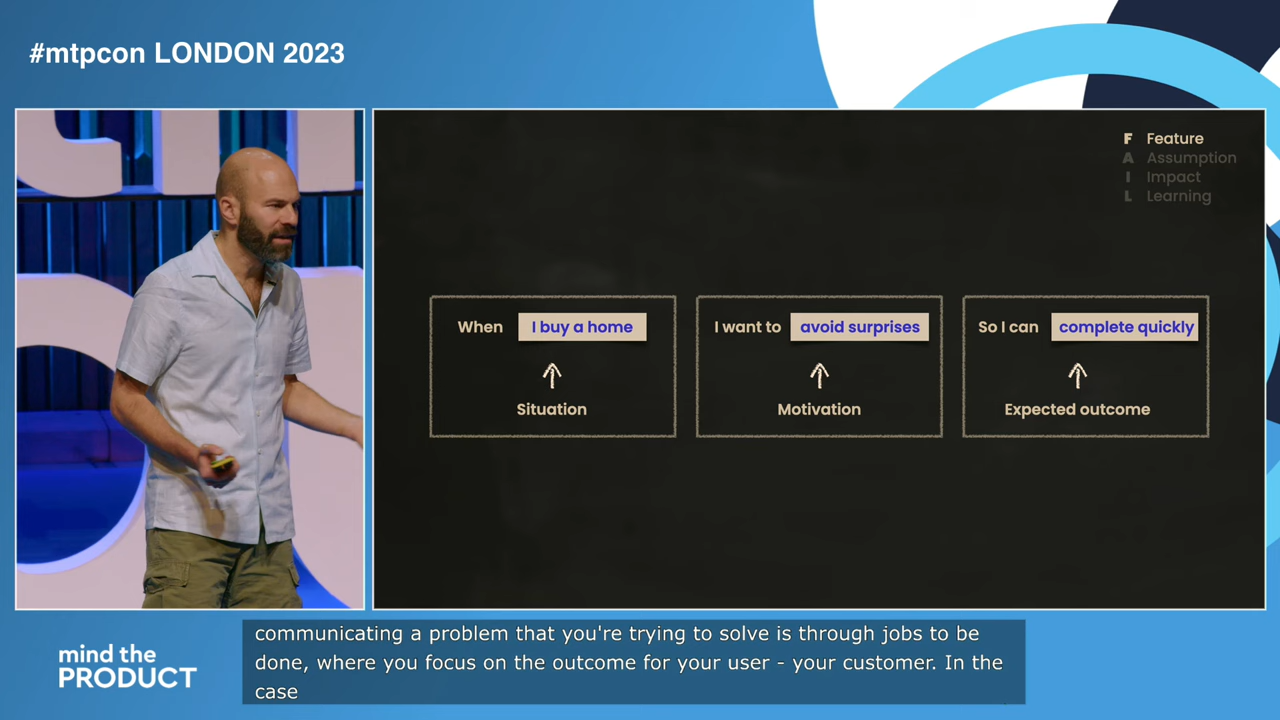 #mtpcon LONDON 2023
F Feature
A Assumption
I Impact
L Learning
When I buy a home
Situation
I want to avoid surprises
Motivation
So I can complete quickly
Expected outcome
mind the
PRODUCT
communicating a problem that you're trying to solve is through jobs to be
done, where you focus on the outcome for your user - your customer. In the
case